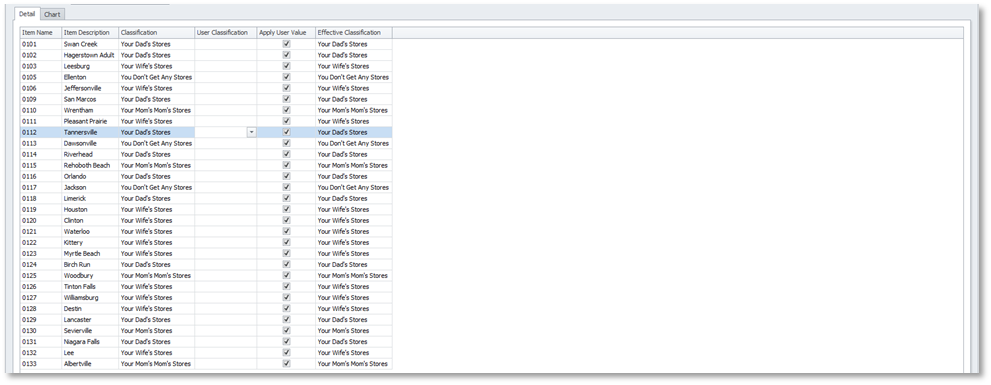 Detail Chart
Item Name Item Description Classification User Classification Apply User Value Effective Classification
0101 Swan Creek Your Dad's Stores Your Dad's Stores
0102 Hagerstown Adult Your Dad's Stores Your Dad's Stores
0103 Leesburg Your Wife's Stores Your Wife's Stores
0105 Ellenton You Don't Get Any Stores You Don't Get Any Stores
0106 Jeffersonville Your Wife's Stores Your Wife's Stores
0109 San Marcos Your Dad's Stores Your Dad's Stores
0110 Wrentham Your Mom's Mom's Stores Your Mom's Mom's Stores
0111 Pleasant Prairie Your Wife's Stores Your Wife's Stores
0112 Tannersville Your Dad's Stores Your Dad's Stores
0113 Dawsonville You Don't Get Any Stores You Don't Get Any Stores
0114 Riverhead Your Dad's Stores Your Dad's Stores
0115 Rehoboth Beach Your Mom's Mom's Stores Your Mom's Mom's Stores
0116 Orlando Your Dad's Stores Your Dad's Stores
0117 Jackson You Don't Get Any Stores You Don't Get Any Stores
0118 Limerick Your Dad's Stores Your Dad's Stores
0119 Houston Your Wife's Stores Your Wife's Stores
0120 Clinton Your Wife's Stores Your Wife's Stores
0121 Waterloo Your Wife's Stores Your Wife's Stores
0122 Kittery Your Wife's Stores Your Wife's Stores
0123 Myrtle Beach Your Wife's Stores Your Wife's Stores
0124 Birch Run Your Dad's Stores Your Dad's Stores
0125 Woodbury Your Mom's Mom's Stores Your Mom's Mom's Stores
0126 Tinton Falls Your Wife's Stores Your Wife's Stores
0127 Williamsburg Your Wife's Stores Your Wife's Stores
0128 Destin Your Wife's Stores Your Wife's Stores
0129 Lancaster Your Dad's Stores Your Dad's Stores
0130 Sevierville Your Mom's Stores Your Mom's Stores
0131 Niagara Falls Your Dad's Stores Your Dad's Stores
0132 Lee Your Wife's Stores Your Wife's Stores
0133 Albertville Your Mom's Mom's Stores Your Mom's Mom's Stores